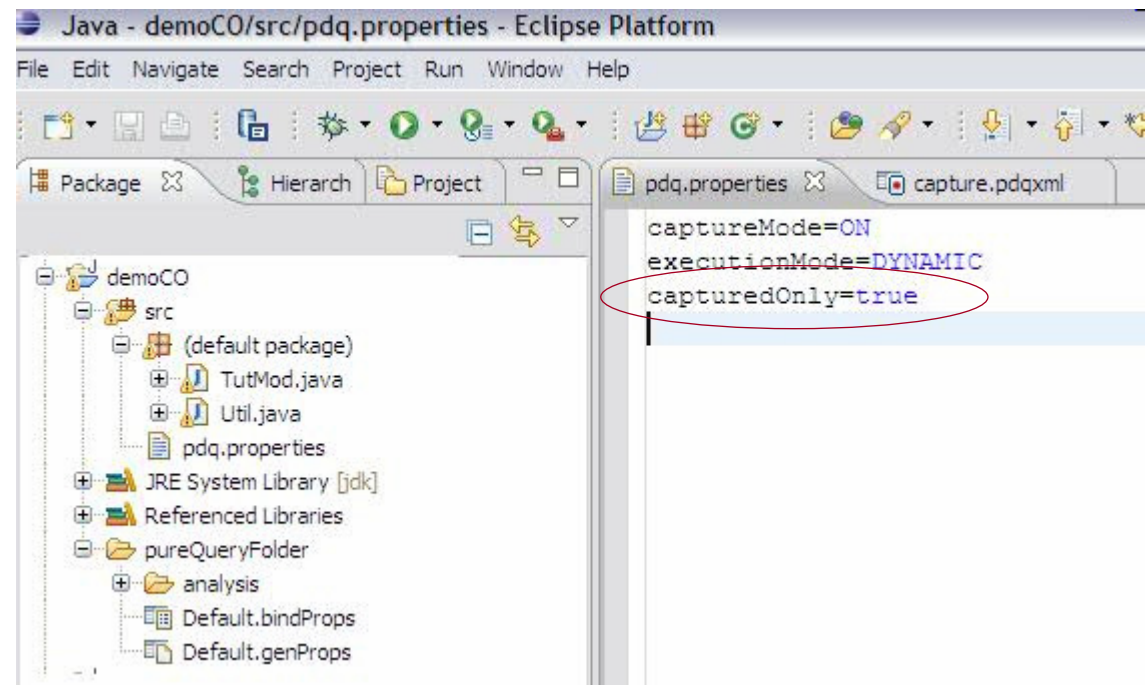 Java - demoCO/src/pdq.properties - Eclipse Platform
File Edit Navigate Search Project Run Window Help
Package Hierarch Project
pdq.properties capture.pdqxml
captureMode=ON
executionMode=DYNAMIC
capturedOnly=true
demoCO
src
(default package)
TutMod.java
Util.java
pdq.properties
JRE System Library [jdk]
Referenced Libraries
pureQueryFolder
analysis
Default.bindProps
Default.genProps